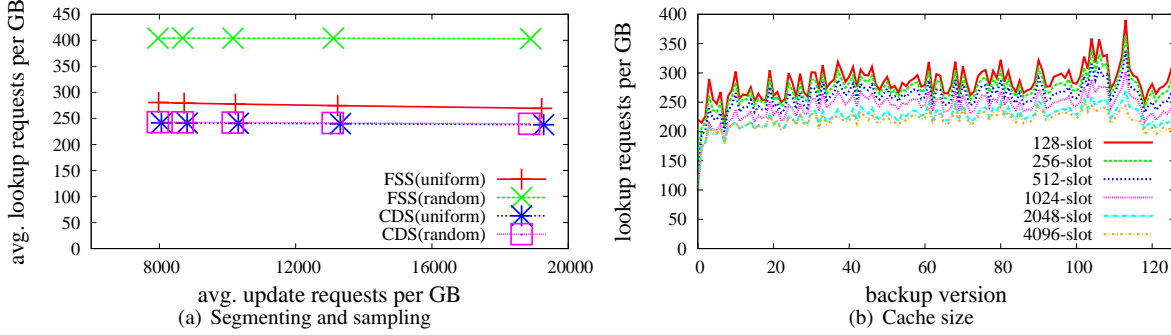 avg. lookup requests per GB
450
400
350
300
250
200
150
100
50
0
8000 12000 16000 20000
avg. update requests per GB
FSS(uniform)
FSS(random)
CDS(uniform)
CDS(random)
(a) Segmenting and sampling
lookup requests per GB
400
350
300
250
200
150
100
50
0
0 20 40 60 80 100 120
backup version
128-slot
256-slot
512-slot
1024-slot
2048-slot
4096-slot
(b) Cache size